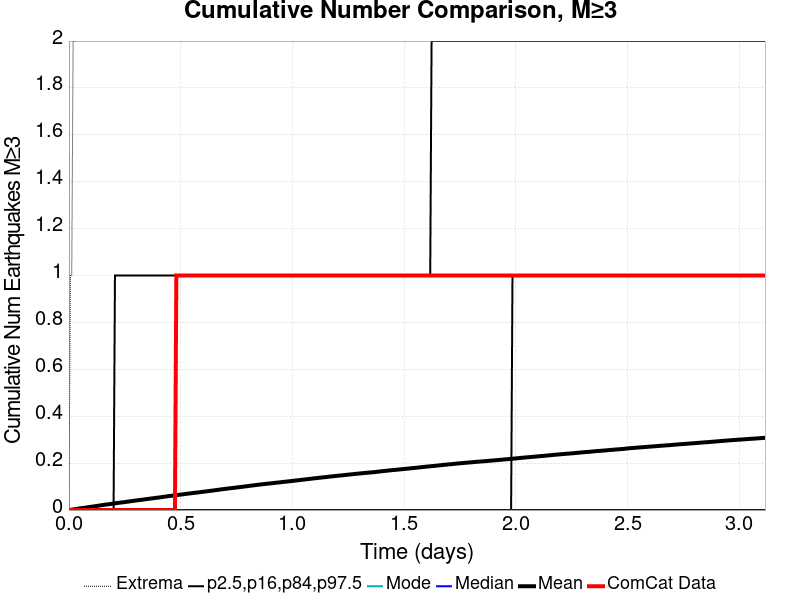 Cumulative Number Comparison, M≥3
Cumulative Num Earthquakes M≥3
2
1.8
1.6
1.4
1.2
1
0.8
0.6
0.4
0.2
0
0.0 0.5 1.0 1.5 2.0 2.5 3.0
Time (days)
Extrema p2.5,p16,p84,p97.5 Mode Median Mean ComCat Data